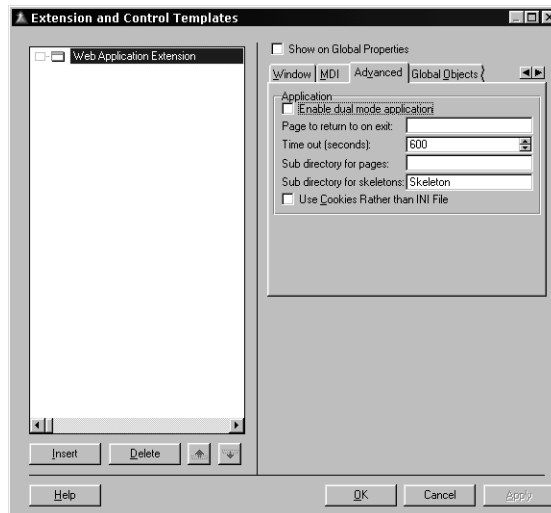 Extension and Control Templates
Web Application Extension
Show on Global Properties
Window MDI Advanced Global Objects
Application
Enable dual mode application
Page to return to on exit:
Time out (seconds): 600
Sub directory for pages:
Sub directory for skeletons: Skeleton
Use Cookies Rather than INI File
Insert Delete
Help OK Cancel Apply